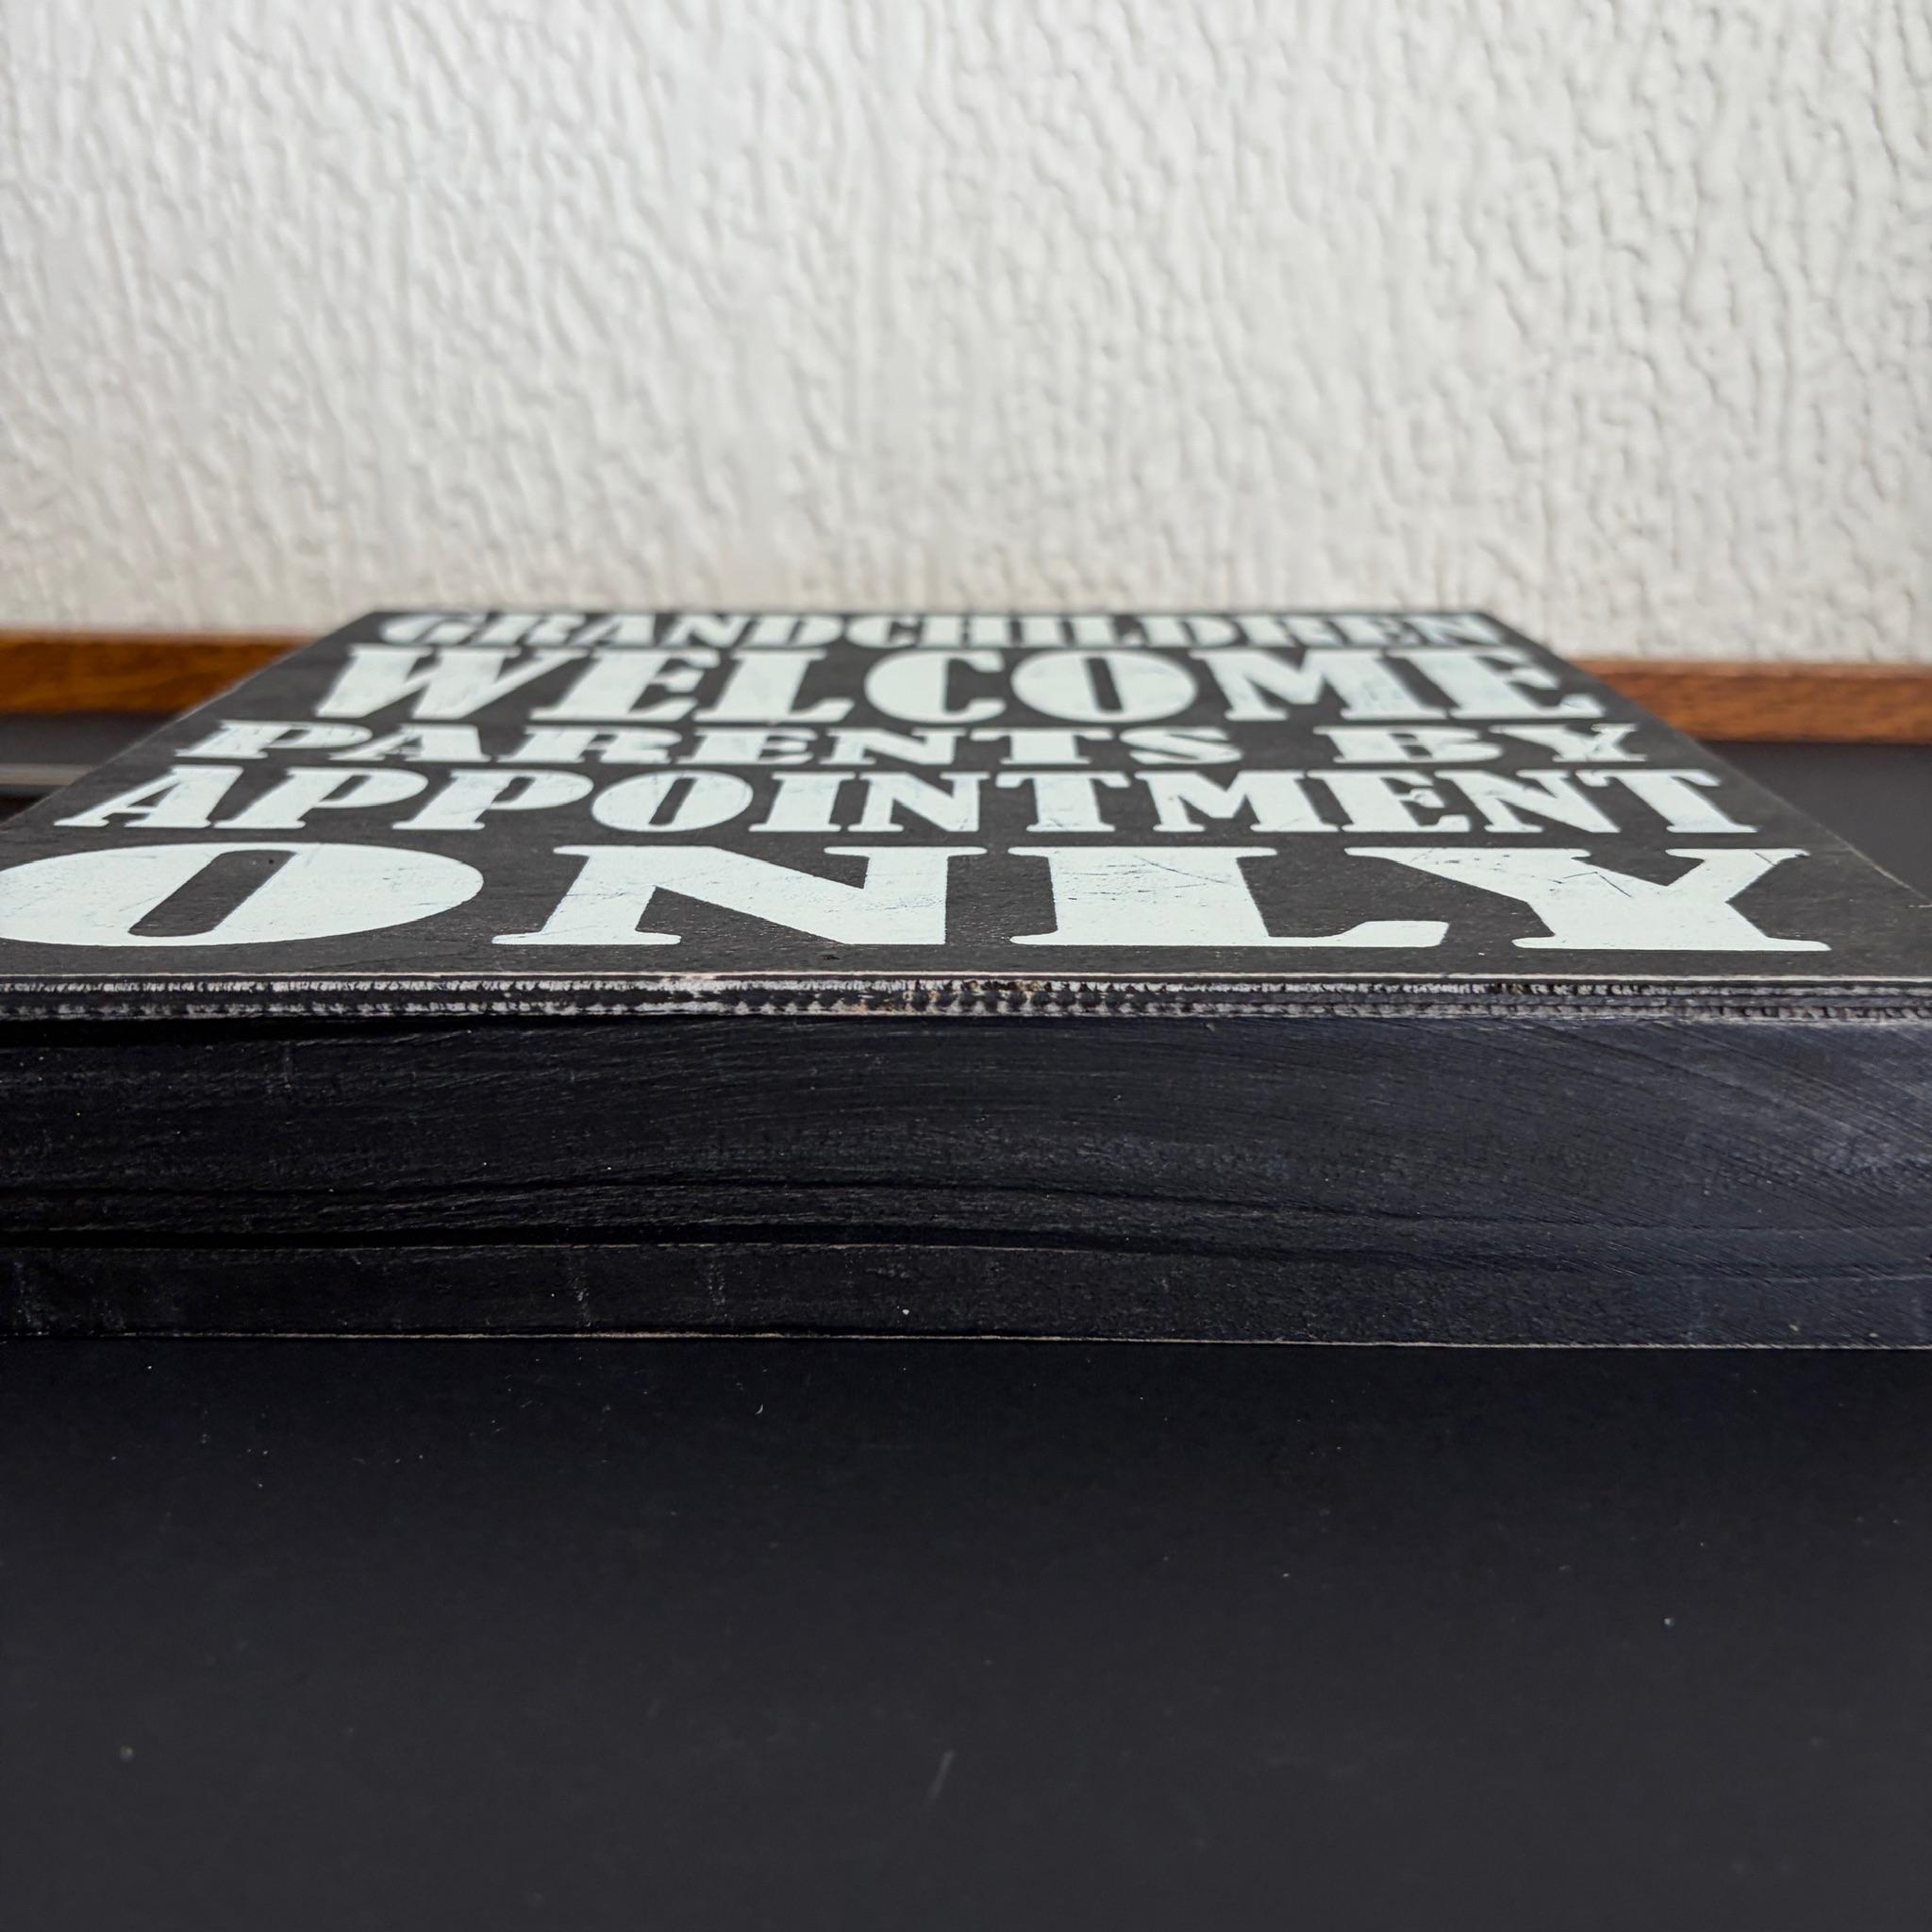 GRANDCHILDREN
WELCOME
PARENTS BY
APPOINTMENT
ONLY